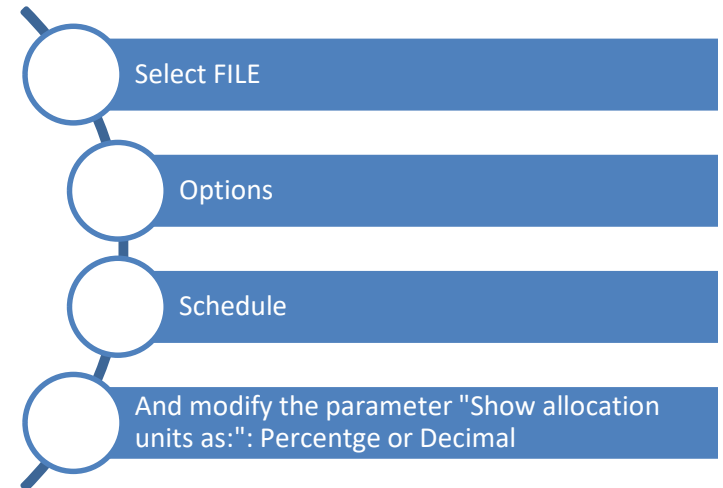 Select FILE
Options
Schedule
And modify the parameter "Show allocation
units as:": Percentge or Decimal